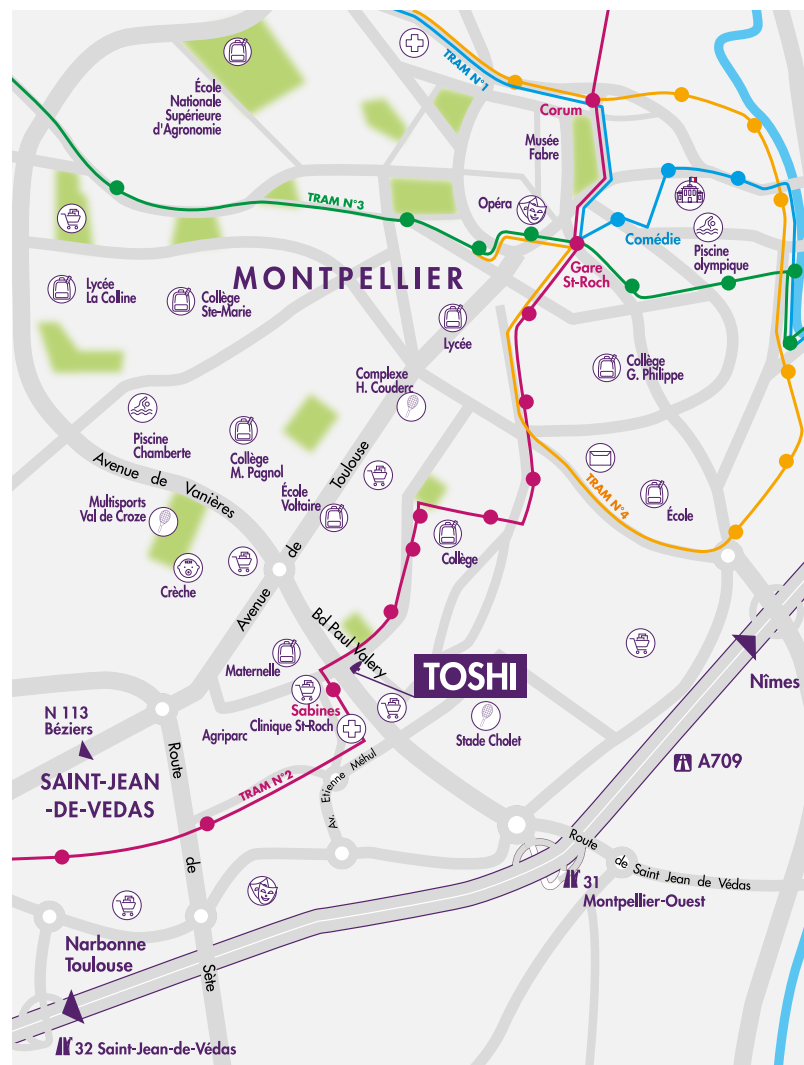 TRAM N°1
École
Nationale
Supérieure
d'Agronomie
Corum
Musée
Fabre
TRAM N°3
Opéra
Comédie
Piscine
olympique
Gare
St-Roch
MONTPELLIER
Lycée
La Colline
Collège
Ste-Marie
Lycée
Collège
G. Philippe
Complexe
H. Couderc
Piscine
Chamberte
Collège
M. Pagnol
Avenue de Vanières
Avenue de Toulouse
École
Voltaire
Multisports
Val de Croze
TRAM N°4
École
Crèche
Collège
Bd Paul Valery
Maternelle
TOSHI
Nîmes
Sabines
Clinique St-Roch
Agriparc
Stade Cholet
N 113
Béziers
SAINT-JEAN
-DE-VEDAS
A709
TRAM N°2
Av. Etienne Méhul
Route de Sète
Route de Saint Jean de Védas
31
Montpellier-Ouest
Narbonne
Toulouse
32 Saint-Jean-de-Védas